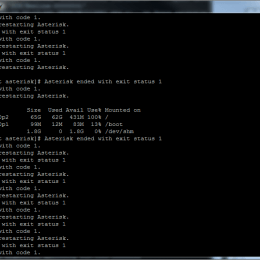 with code 1.
restarting Asterisk.
with exit status 1
with code 1.
restarting Asterisk.
with exit status 1
with code 1.
restarting Asterisk.
asterisk]# Asterisk ended with exit status 1
with code 1.
restarting Asterisk.
Size Used Avail Use% Mounted on
65G 62G 431M 100% /
99M 12M 83M 13% /boot
1.8G 0 1.8G 0% /dev/shm
asterisk]# Asterisk ended with exit status 1
with code 1.
restarting Asterisk.
with exit status 1
with code 1.
restarting Asterisk.
with exit status 1
with code 1.
restarting Asterisk.
with exit status 1
with code 1.
restarting Asterisk.
with exit status 1
with code 1.
restarting Asterisk.
with exit status 1
with code 1.